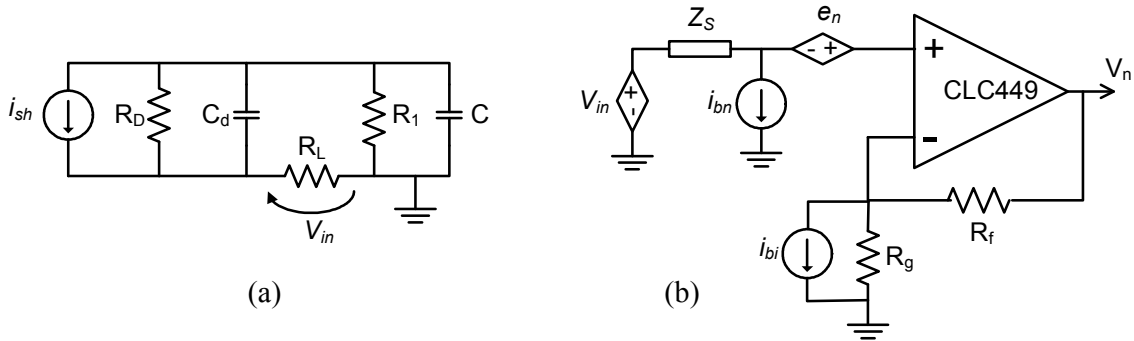 i_sh
R_D
C_d
R_L
R_1
C
V_in
(a)
Z_S
e_n
+
CLC449
V_n
- +
+
-
V_in
i_bn
-
R_f
i_bi
R_g
(b)